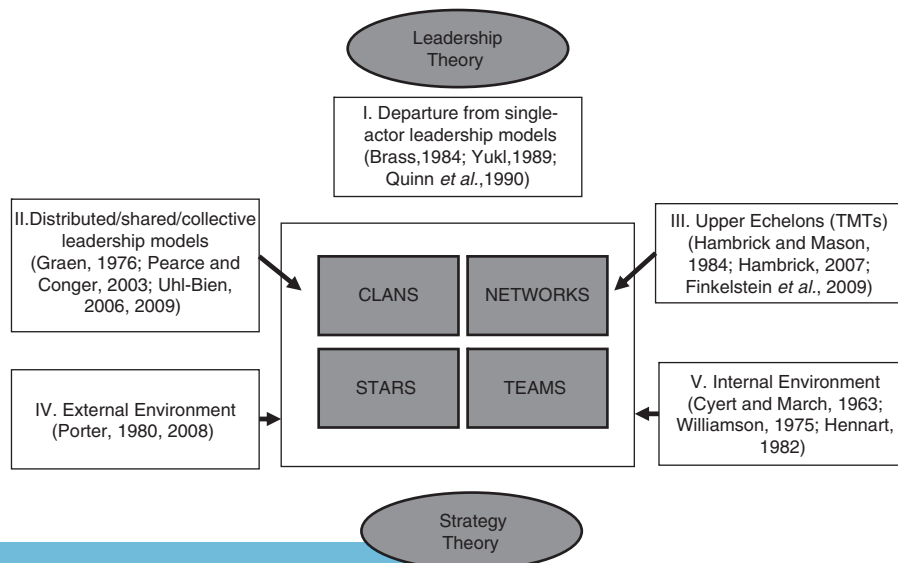 Leadership
Theory
I. Departure from single-
actor leadership models
(Brass,1984; Yukl,1989;
Quinn et al.,1990)
II.Distributed/shared/collective
leadership models
(Graen, 1976; Pearce and
Conger, 2003; Uhl-Bien,
2006, 2009)
III. Upper Echelons (TMTs)
(Hambrick and Mason,
1984; Hambrick, 2007;
Finkelstein et al., 2009)
CLANS
NETWORKS
STARS
TEAMS
IV. External Environment
(Porter, 1980, 2008)
V. Internal Environment
(Cyert and March, 1963;
Williamson, 1975; Hennart,
1982)
Strategy
Theory